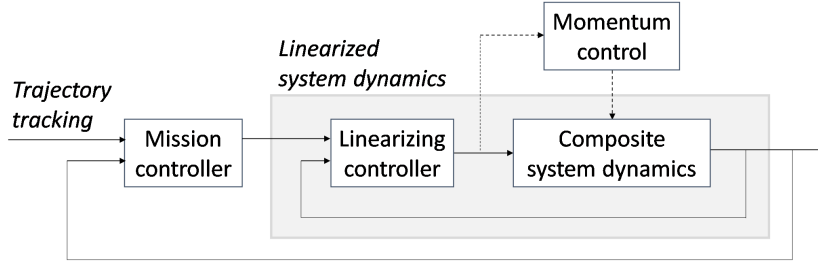 Momentum
control
Linearized
system dynamics
Trajectory
tracking
Mission
controller
Linearizing
controller
Composite
system dynamics